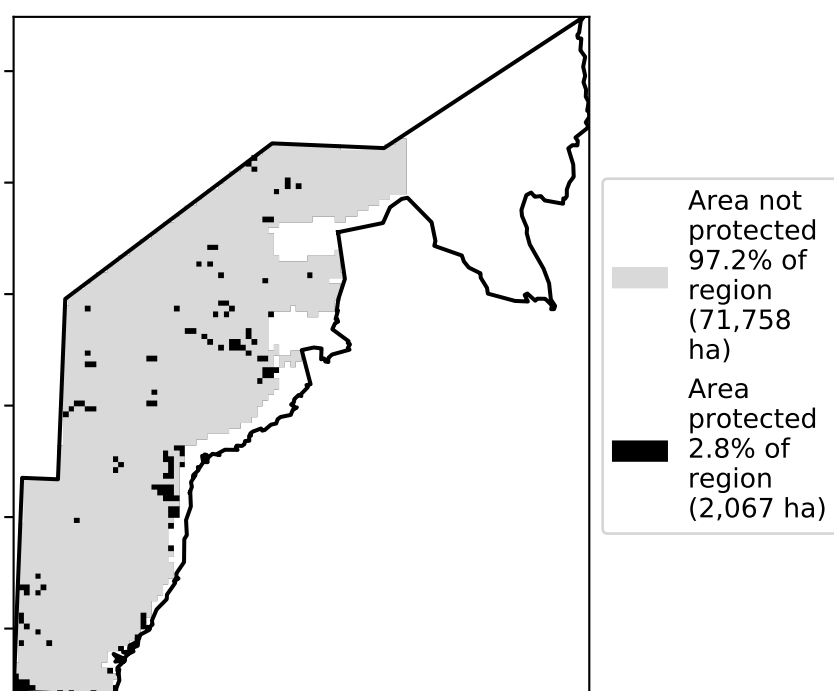 Area not
protected
97.2% of
region
(71,758
ha)
Area
protected
2.8% of
region
(2,067 ha)